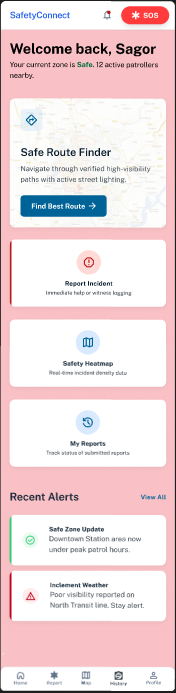 SafetyConnect
SOS
Welcome back, Sagor
Your current zone is Safe. 12 active patrollers
nearby.
Safe Route Finder
Navigate through verified high-visibility
paths with active street lighting.
Find Best Route →
Report Incident
Immediate help or witness logging
Safety Heatmap
Real-time incident density data
My Reports
Track status of submitted reports
Recent Alerts
View All
Safe Zone Update
Downtown Station area now
under peak patrol hours.
Inclement Weather
Poor visibility reported on
North Transit line. Stay alert.
Home
Report
Map
History
Profile